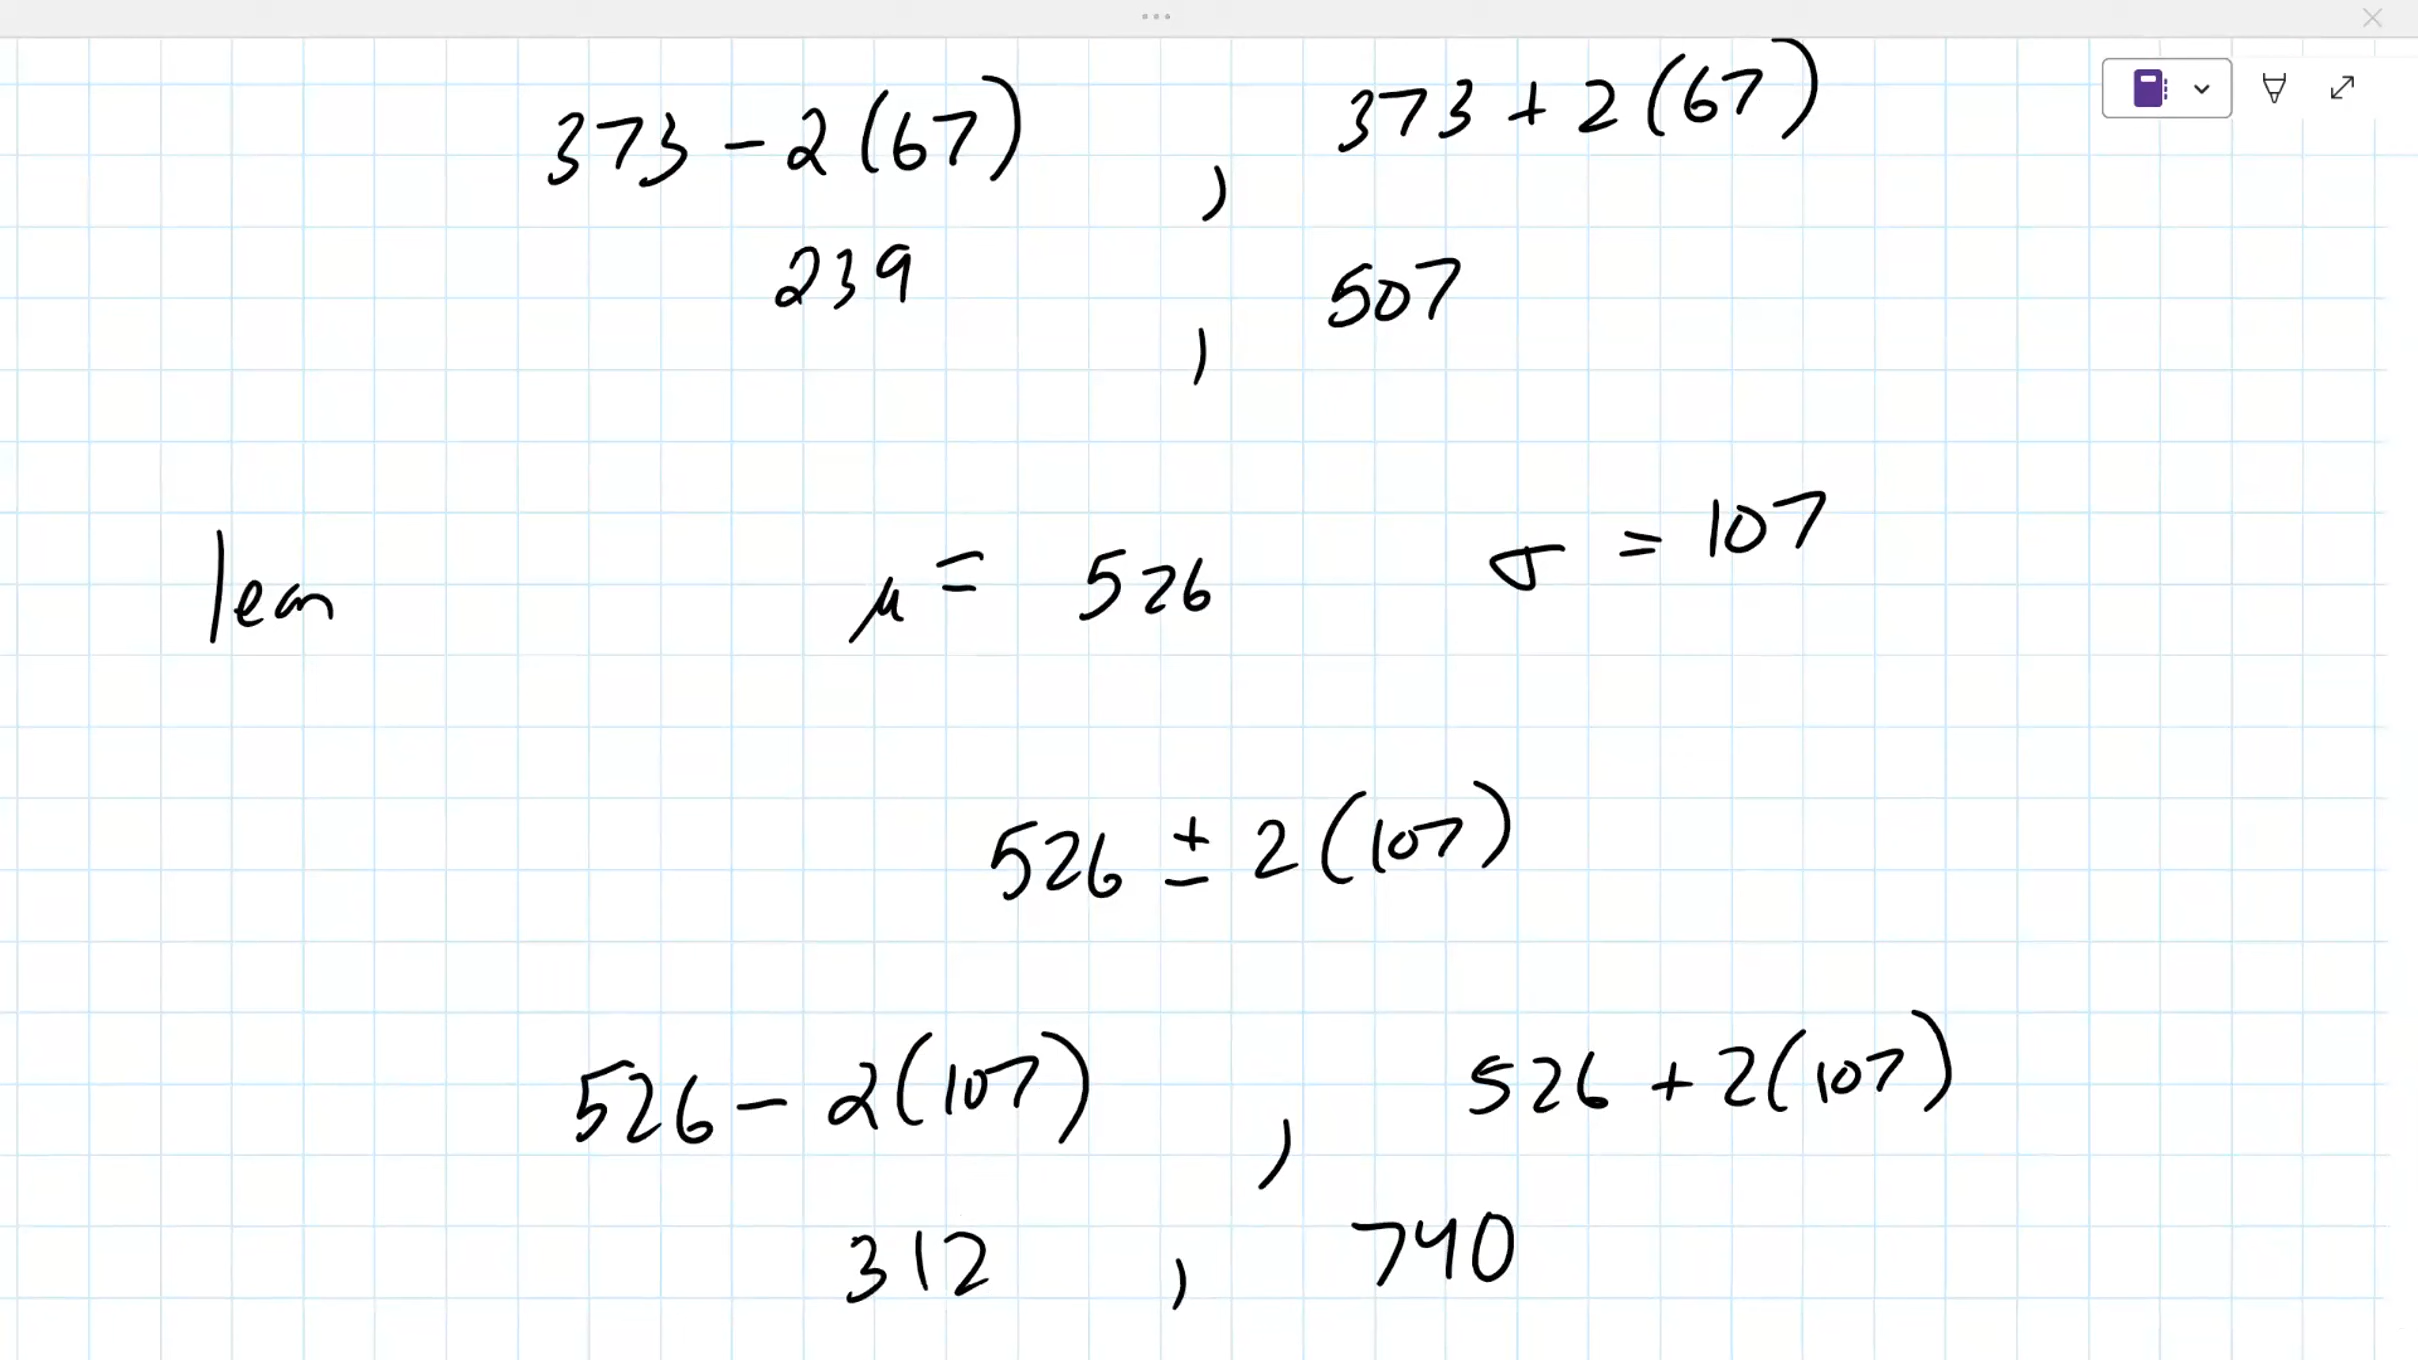 373 - 2(67) , 373 + 2(67)
239 , 507
lean μ = 526 σ = 107
526 ± 2(107)
526 - 2(107) , 526 + 2(107)
312 , 740